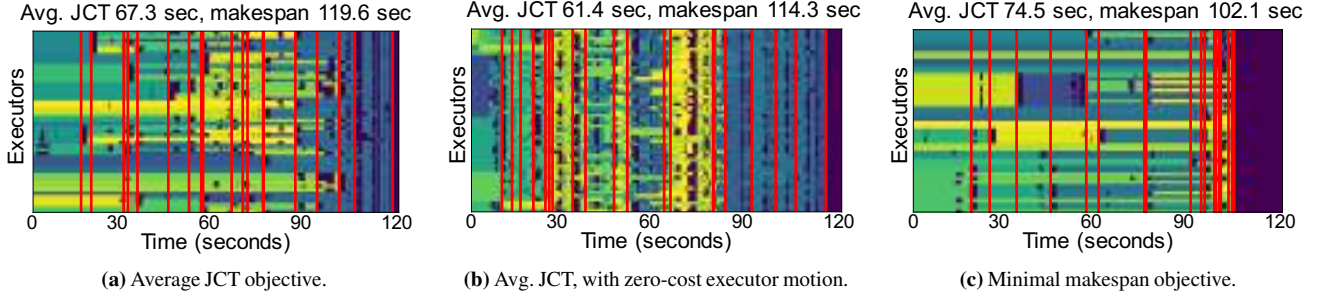 Avg. JCT 67.3 sec, makespan 119.6 sec
Executors
0 30 60 90 120
Time (seconds)
(a) Average JCT objective.
Avg. JCT 61.4 sec, makespan 114.3 sec
Executors
0 30 60 90 120
Time (seconds)
(b) Avg. JCT, with zero-cost executor motion.
Avg. JCT 74.5 sec, makespan 102.1 sec
Executors
0 30 60 90 120
Time (seconds)
(c) Minimal makespan objective.